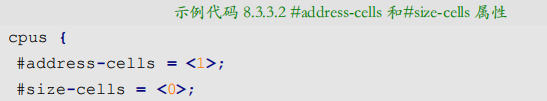 示例代码 8.3.3.2 #address-cells 和#size-cells 属性
cpus {
#address-cells = <1>;
#size-cells = <0>;